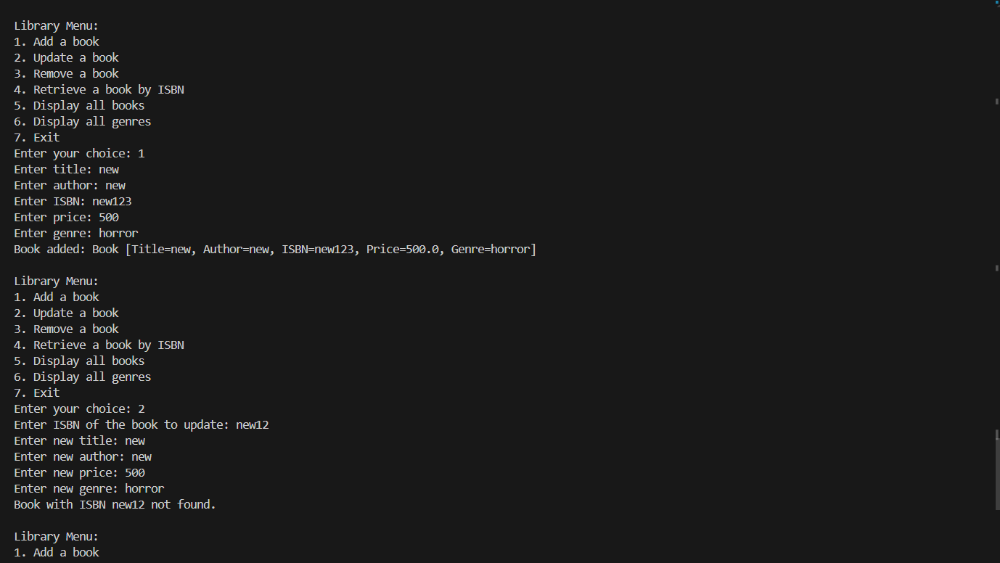 Library Menu:
1. Add a book
2. Update a book
3. Remove a book
4. Retrieve a book by ISBN
5. Display all books
6. Display all genres
7. Exit
Enter your choice: 1
Enter title: new
Enter author: new
Enter ISBN: new123
Enter price: 500
Enter genre: horror
Book added: Book [Title=new, Author=new, ISBN=new123, Price=500.0, Genre=horror]

Library Menu:
1. Add a book
2. Update a book
3. Remove a book
4. Retrieve a book by ISBN
5. Display all books
6. Display all genres
7. Exit
Enter your choice: 2
Enter ISBN of the book to update: new12
Enter new title: new
Enter new author: new
Enter new price: 500
Enter new genre: horror
Book with ISBN new12 not found.

Library Menu:
1. Add a book